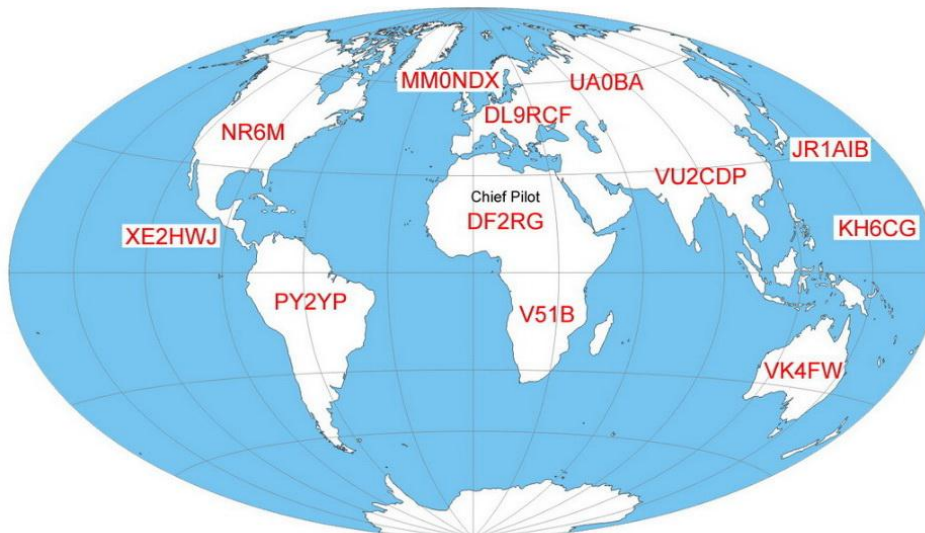 MM0NDX
UA0BA
DL9RCF
NR6M
JR1AIB
VU2CDP
Chief Pilot
DF2RG
KH6CG
XE2HWJ
PY2YP
V51B
VK4FW